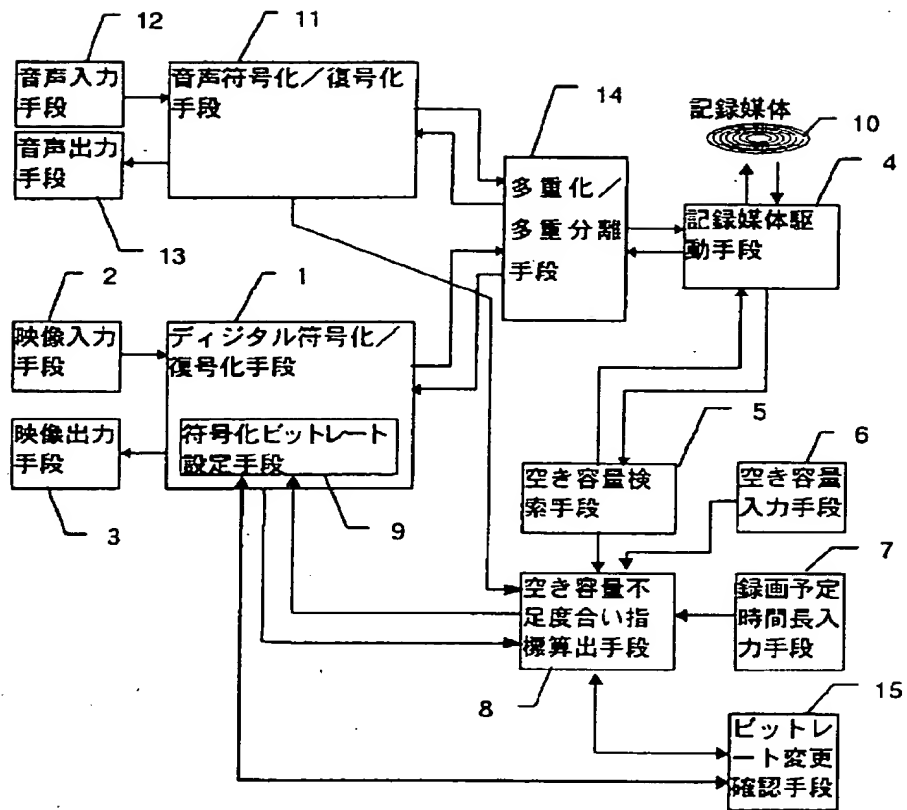 12
11
音声入力
手段
音声符号化／復号化
手段
14
記録媒体
10
音声出力
手段
4
多重化／
多重分離
手段
記録媒体駆
動手段
13
2
1
映像入力
手段
ディジタル符号化／
復号化手段
5
6
映像出力
手段
符号化ビットレート
設定手段
空き容量検
索手段
空き容量
入力手段
3
9
7
空き容量不
足度合い指
標算出手段
録画予定
時間長入
力手段
8
15
ビットレ
ート変更
確認手段